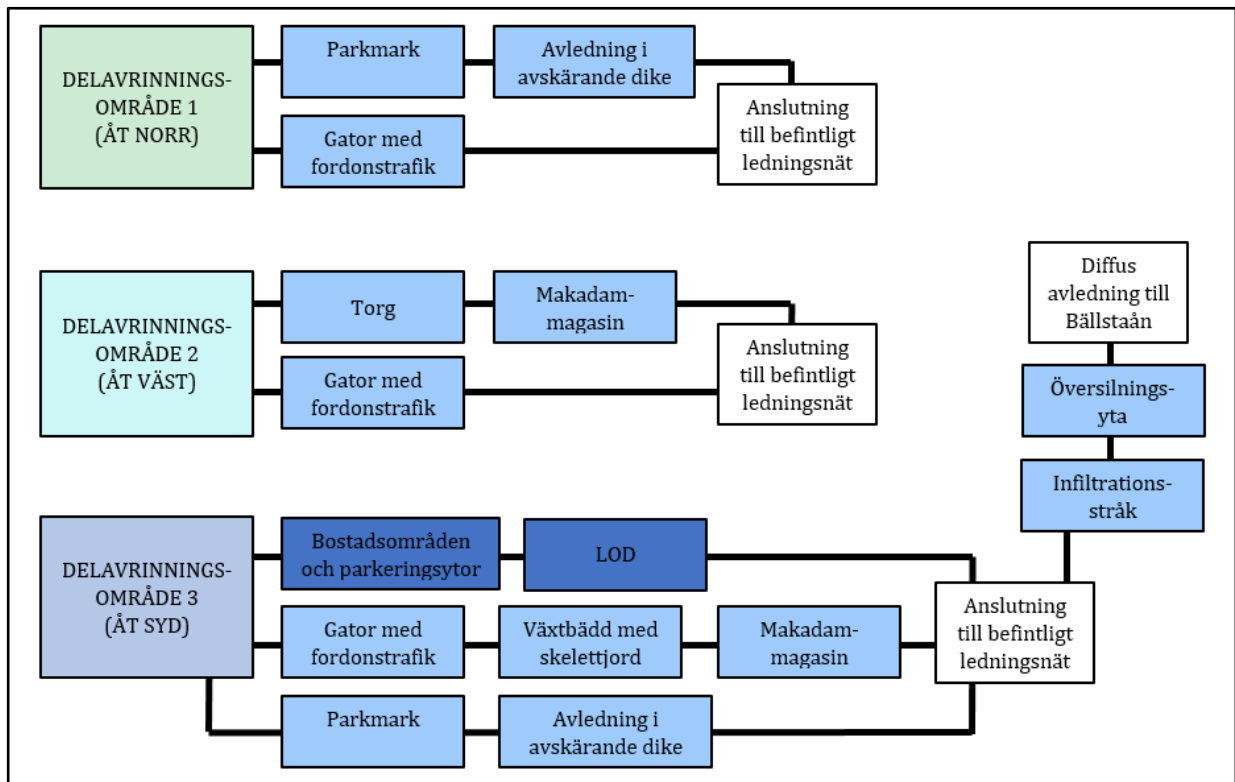 DELAVRINNINGS-
OMRÅDE 1
(ÅT NORR)
Parkmark
Avledning i
avskärande dike
Gator med
fordonstrafik
Anslutning
till befintligt
ledningsnät
DELAVRINNINGS-
OMRÅDE 2
(ÅT VÄST)
Torg
Makadam-
magasin
Gator med
fordonstrafik
Anslutning
till befintligt
ledningsnät
Diffus
avledning till
Bällstaån
Översilnings-
yta
Infiltrations-
stråk
DELAVRINNINGS-
OMRÅDE 3
(ÅT SYD)
Bostadsområden
och parkeringsytor
LOD
Gator med
fordonstrafik
Växtbädd med
skelettjord
Makadam-
magasin
Anslutning
till befintligt
ledningsnät
Parkmark
Avledning i
avskärande dike